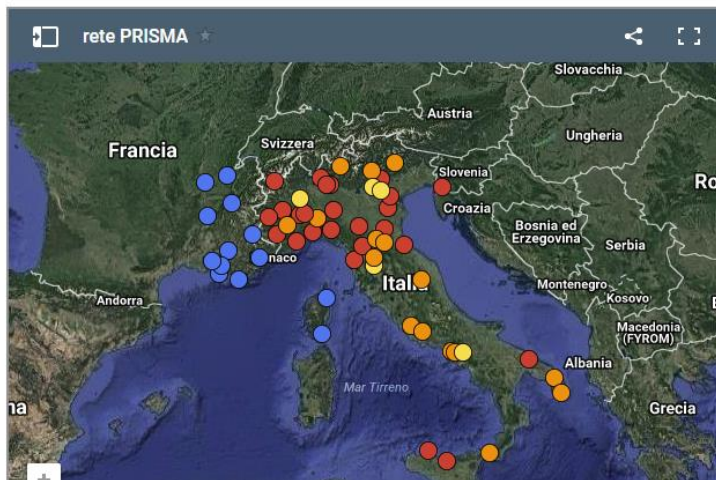 rete PRISMA
Slovacchia
Austria
Ungheria
Francia
Svizzera
Slovenia
Ro
Croazia
Bosnia ed
Erzegovina
Serbia
naco
Italia
Montenegro
Kosovo
Andorra
Macedonia
(FYROM)
Albania
Mar Tirreno
na
Grecia